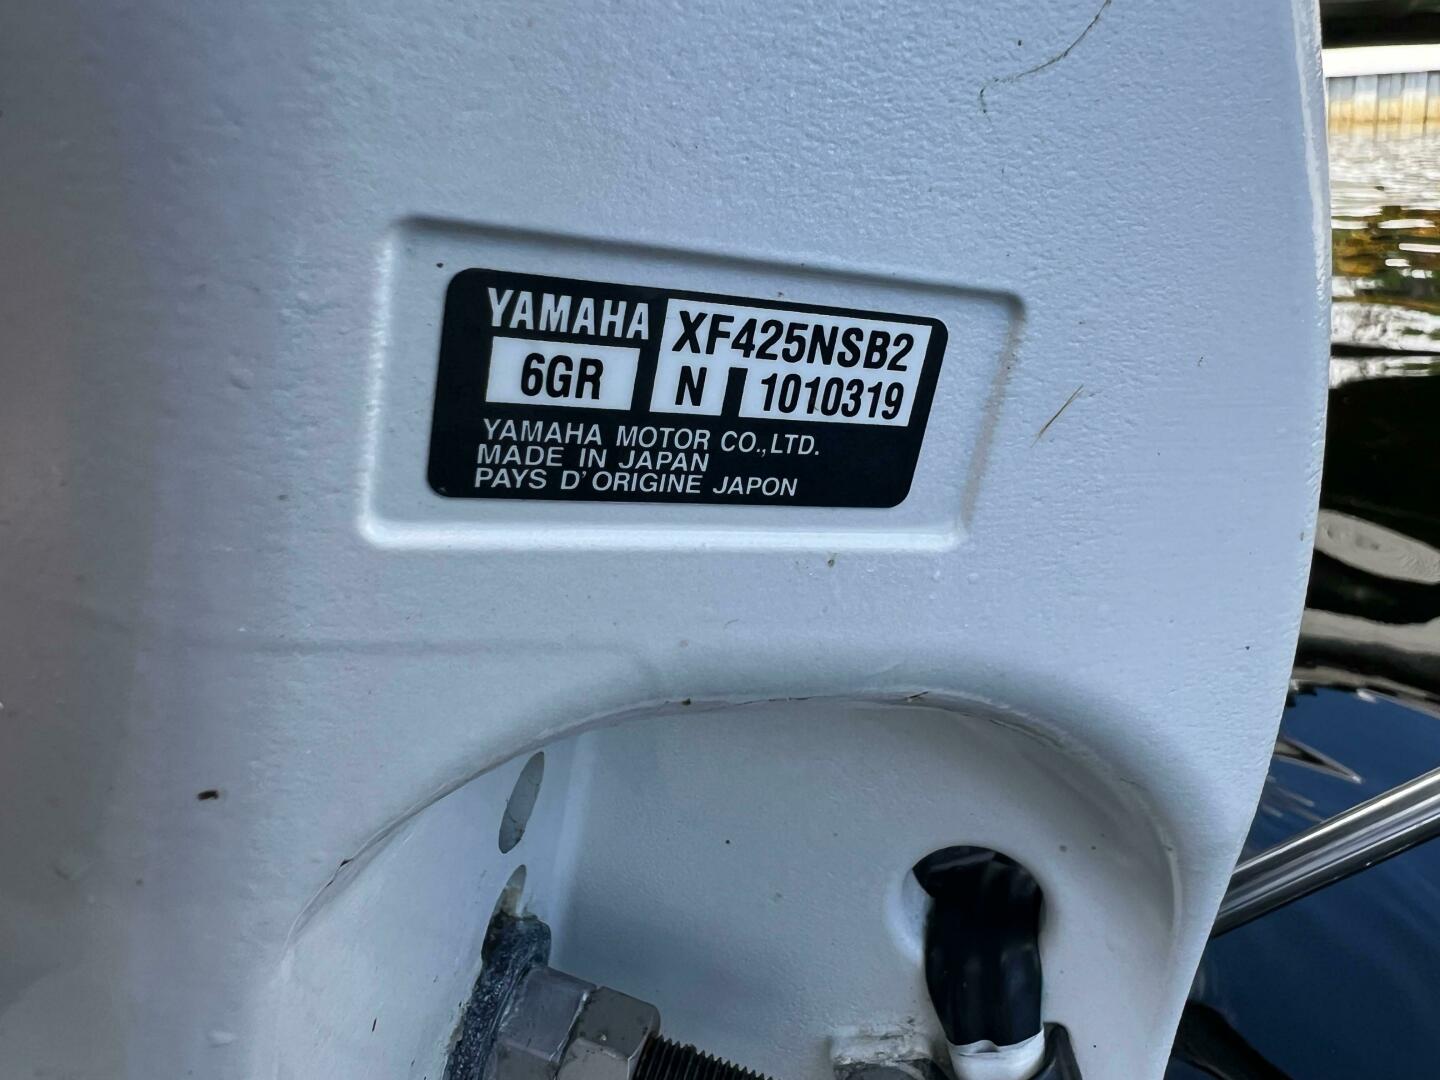 YAMAHA XF425NSB2
6GR N 1010319
YAMAHA MOTOR CO.,LTD.
MADE IN JAPAN
PAYS D'ORIGINE JAPON